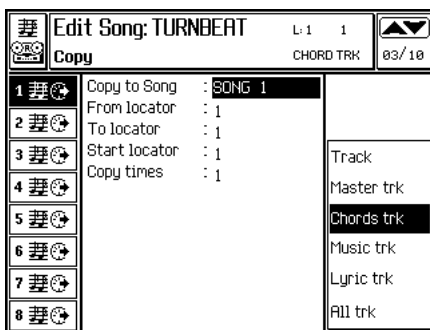 Edit Song: TURNBEAT L:1 1
Copy CHORD TRK 03/10
1 Copy to Song : SONG 1
From locator : 1
2 To locator : 1
3 Start locator : 1 Track
Copy times : 1
4 Master trk
5 Chords trk
6 Music trk
7 Lyric trk
8 All trk